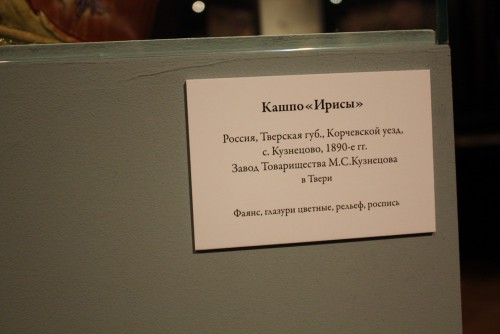 Кашпо «Ирисы»
Россия, Тверская губ., Корчевской уезд,
с. Кузнецово, 1890-е гг.
Завод Товарищества М.С.Кузнецова
в Твери
Фаянс, глазури цветные, рельеф, роспись